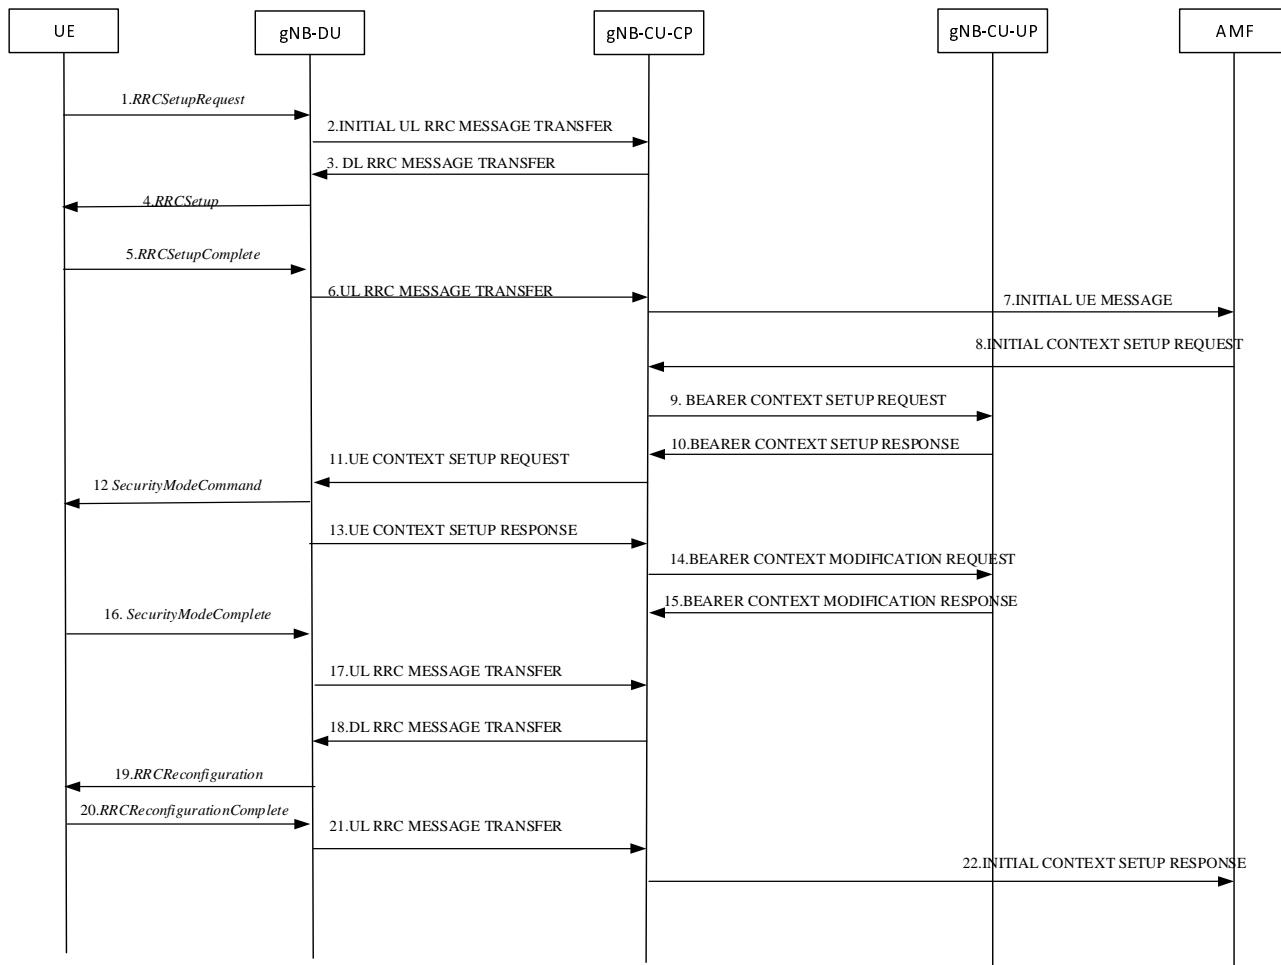 UE
gNB-DU
gNB-CU-CP
gNB-CU-UP
AMF
1.RRCSetupRequest
2.INITIAL UL RRC MESSAGE TRANSFER
3. DL RRC MESSAGE TRANSFER
4.RRCSetup
5.RRCSetupComplete
6.UL RRC MESSAGE TRANSFER
7.INITIAL UE MESSAGE
8.INITIAL CONTEXT SETUP REQUEST
9. BEARER CONTEXT SETUP REQUEST
10.BEARER CONTEXT SETUP RESPONSE
11.UE CONTEXT SETUP REQUEST
12 SecurityModeCommand
13.UE CONTEXT SETUP RESPONSE
14.BEARER CONTEXT MODIFICATION REQUEST
15.BEARER CONTEXT MODIFICATION RESPONSE
16. SecurityModeComplete
17.UL RRC MESSAGE TRANSFER
18.DL RRC MESSAGE TRANSFER
19.RRCReconfiguration
20.RRCReconfigurationComplete
21.UL RRC MESSAGE TRANSFER
22.INITIAL CONTEXT SETUP RESPONSE